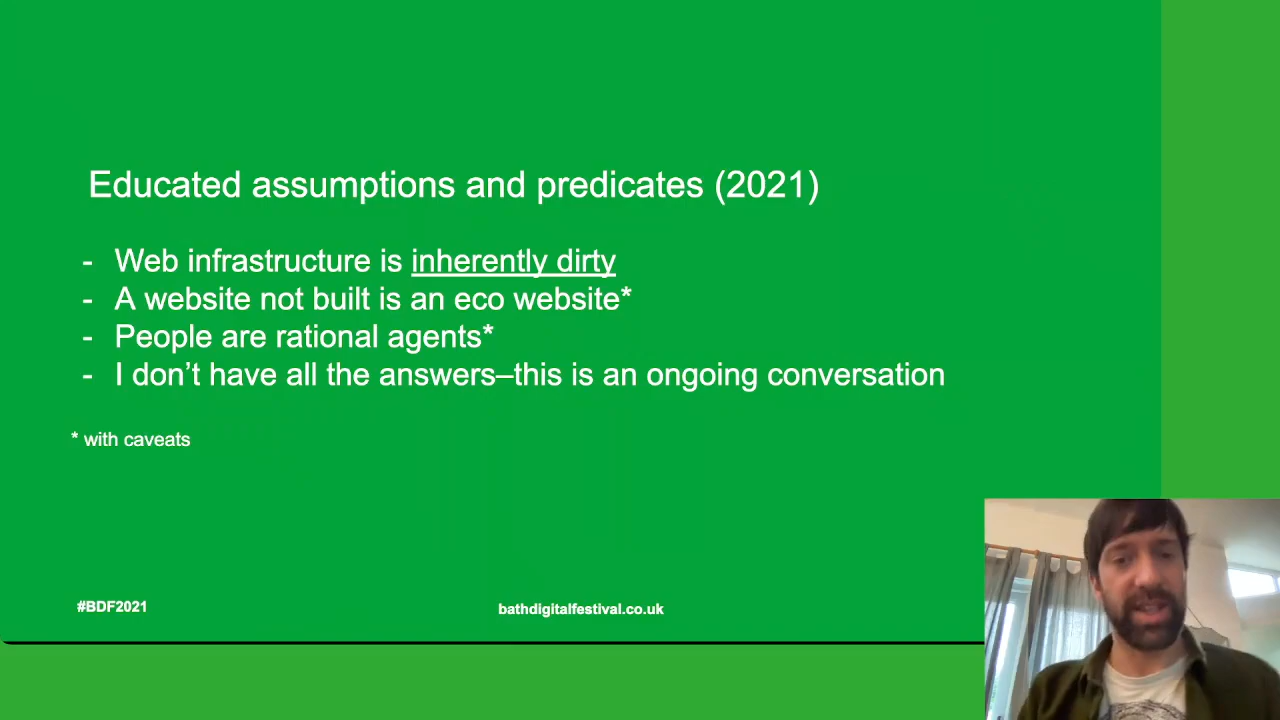 Educated assumptions and predicates (2021)
- Web infrastructure is inherently dirty
- A website not built is an eco website*
- People are rational agents*
- I don’t have all the answers–this is an ongoing conversation
* with caveats
#BDF2021
bathdigitalfestival.co.uk